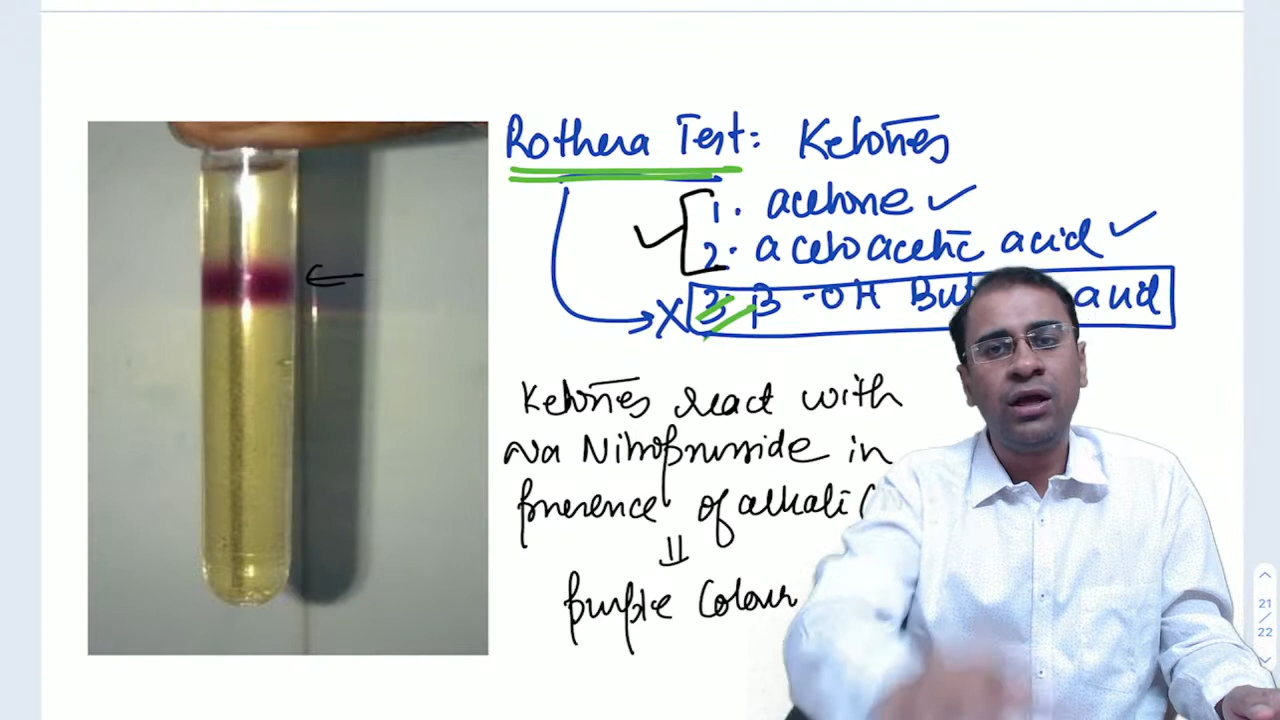 Rothera Test: Ketones
1. acetone
2. acetoacetic acid
X 3. β-OH But acid
Ketones react with
Na Nitroprusside in
presence of alkali (
=
purple Colour
21
/
22